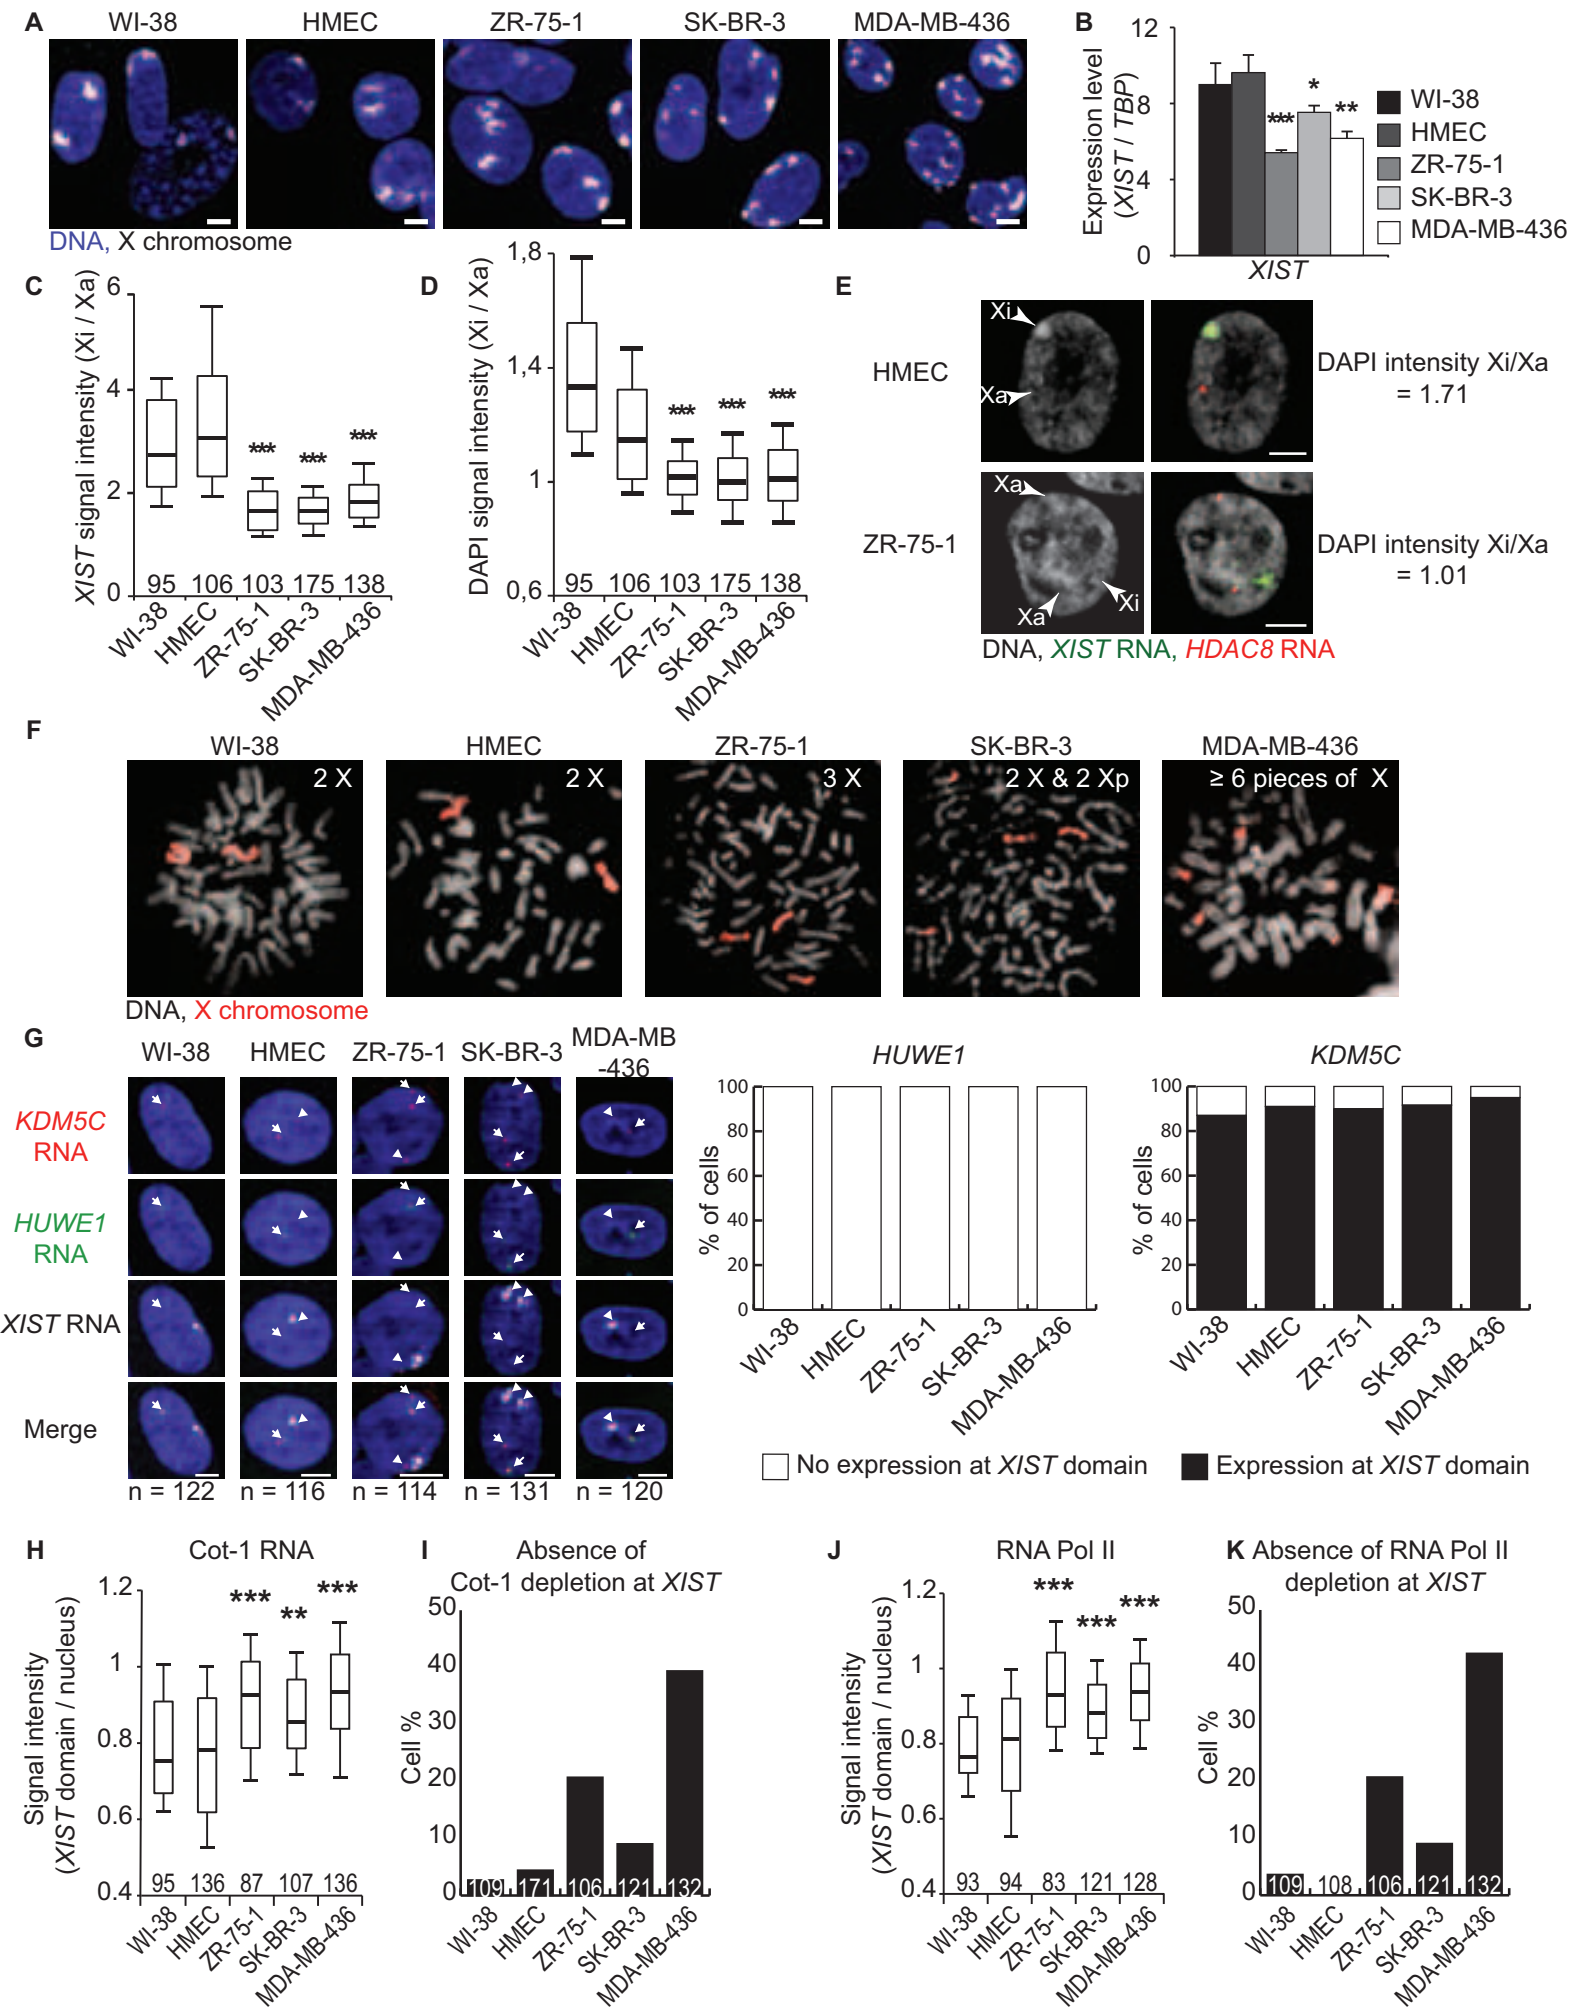 A
WI-38
HMEC
ZR-75-1
SK-BR-3
MDA-MB-436
DNA, X chromosome
B
Expression level
(XIST / TBP)
12
8
4
0
***
*
**
XIST
WI-38
HMEC
ZR-75-1
SK-BR-3
MDA-MB-436
C
XIST signal intensity (Xi / Xa)
6
4
2
0
***
***
***
95 106 103 175 138
WI-38
HMEC
ZR-75-1
SK-BR-3
MDA-MB-436
D
DAPI signal intensity (Xi / Xa)
1,8
1,4
1
0,6
***
***
***
95 106 103 175 138
WI-38
HMEC
ZR-75-1
SK-BR-3
MDA-MB-436
E
HMEC
Xi
Xa
DAPI intensity Xi/Xa
= 1.71
ZR-75-1
Xa
Xa
Xi
DAPI intensity Xi/Xa
= 1.01
DNA, XIST RNA, HDAC8 RNA
F
WI-38
HMEC
ZR-75-1
SK-BR-3
MDA-MB-436
2 X
2 X
3 X
2 X & 2 Xp
≥ 6 pieces of X
DNA, X chromosome
G
WI-38
HMEC
ZR-75-1
SK-BR-3
MDA-MB
-436
KDM5C
RNA
HUWE1
RNA
XIST RNA
Merge
n = 122
n = 116
n = 114
n = 131
n = 120
HUWE1
% of cells
100
80
60
40
20
0
WI-38
HMEC
ZR-75-1
SK-BR-3
MDA-MB-436
KDM5C
% of cells
100
80
60
40
20
0
WI-38
HMEC
ZR-75-1
SK-BR-3
MDA-MB-436
No expression at XIST domain
Expression at XIST domain
H
Cot-1 RNA
Signal intensity
(XIST domain / nucleus)
1.2
1
0.8
0.6
0.4
***
**
***
95 136 87 107 136
WI-38
HMEC
ZR-75-1
SK-BR-3
MDA-MB-436
I
Absence of
Cot-1 depletion at XIST
Cell %
50
40
30
20
10
0
109 171 106 121 132
WI-38
HMEC
ZR-75-1
SK-BR-3
MDA-MB-436
J
RNA Pol II
Signal intensity
(XIST domain / nucleus)
1.2
1
0.8
0.6
0.4
***
***
***
93 94 83 121 128
WI-38
HMEC
ZR-75-1
SK-BR-3
MDA-MB-436
K Absence of RNA Pol II
depletion at XIST
Cell %
50
40
30
20
10
0
109 108 106 121 132
WI-38
HMEC
ZR-75-1
SK-BR-3
MDA-MB-436